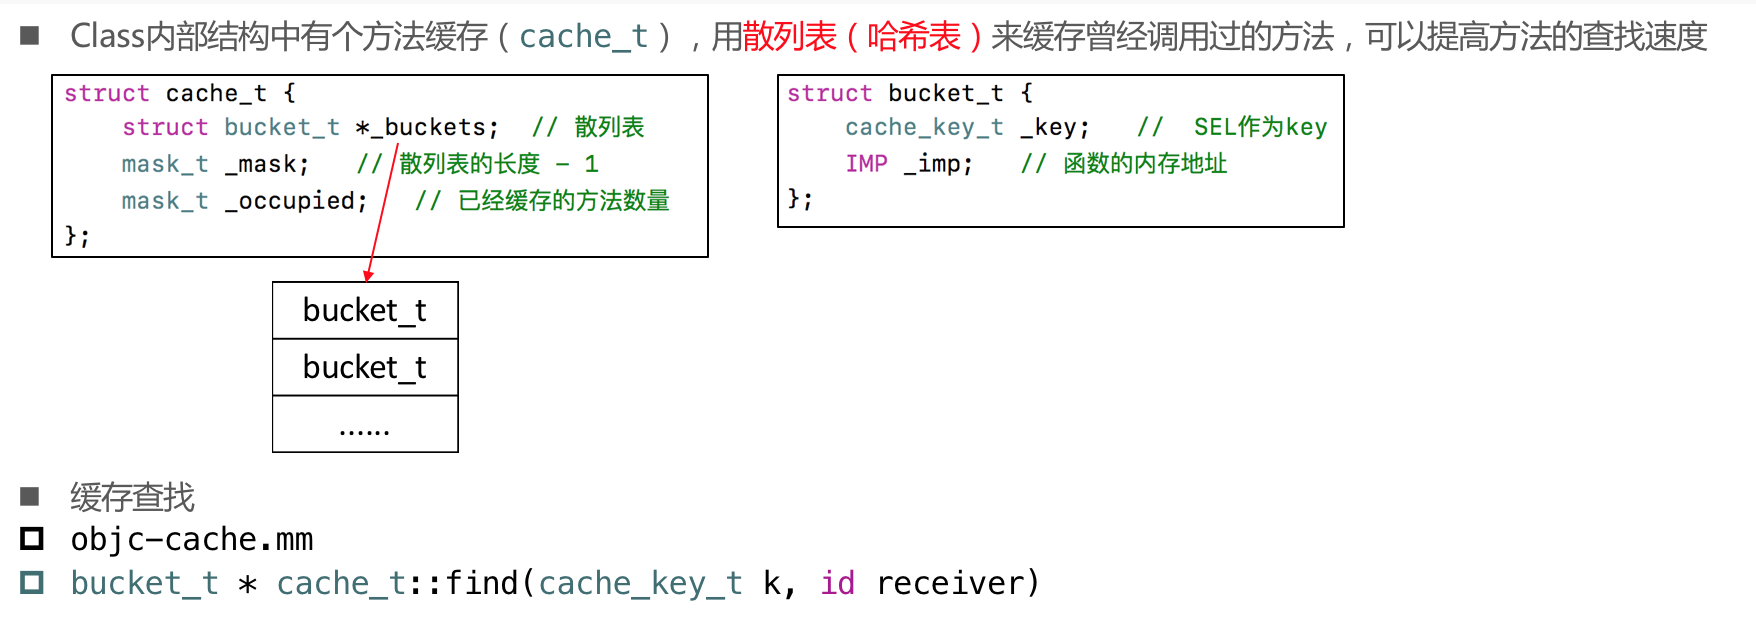 Class内部结构中有个方法缓存（cache_t），用散列表（哈希表）来缓存曾经调用过的方法，可以提高方法的查找速度
struct cache_t {
struct bucket_t *_buckets; // 散列表
mask_t _mask; // 散列表的长度 - 1
mask_t _occupied; // 已经缓存的方法数量
};
struct bucket_t {
cache_key_t _key; // SEL作为key
IMP _imp; // 函数的内存地址
};
bucket_t
bucket_t
......
缓存查找
objc-cache.mm
bucket_t * cache_t::find(cache_key_t k, id receiver)